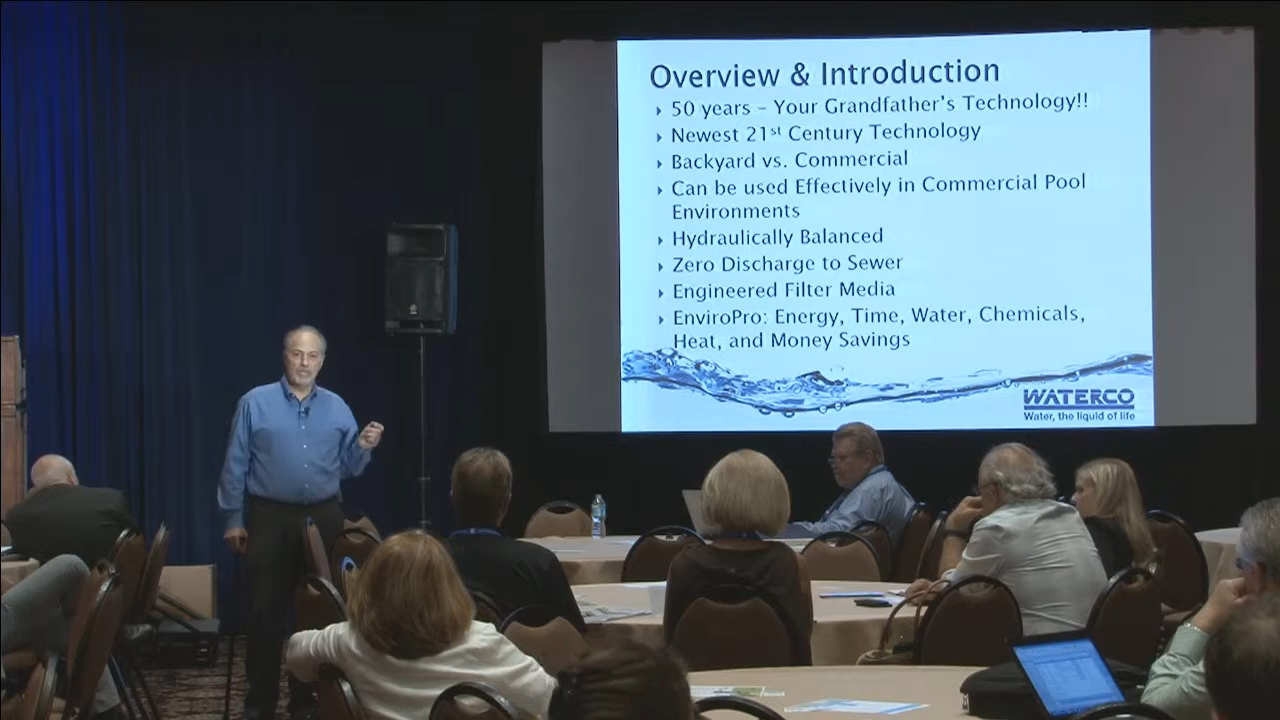 Overview & Introduction
50 years – Your Grandfather's Technology!!
Newest 21st Century Technology
Backyard vs. Commercial
Can be used Effectively in Commercial Pool
Environments
Hydraulically Balanced
Zero Discharge to Sewer
Engineered Filter Media
EnviroPro: Energy, Time, Water, Chemicals,
Heat, and Money Savings
WATERCO
Water, the liquid of life